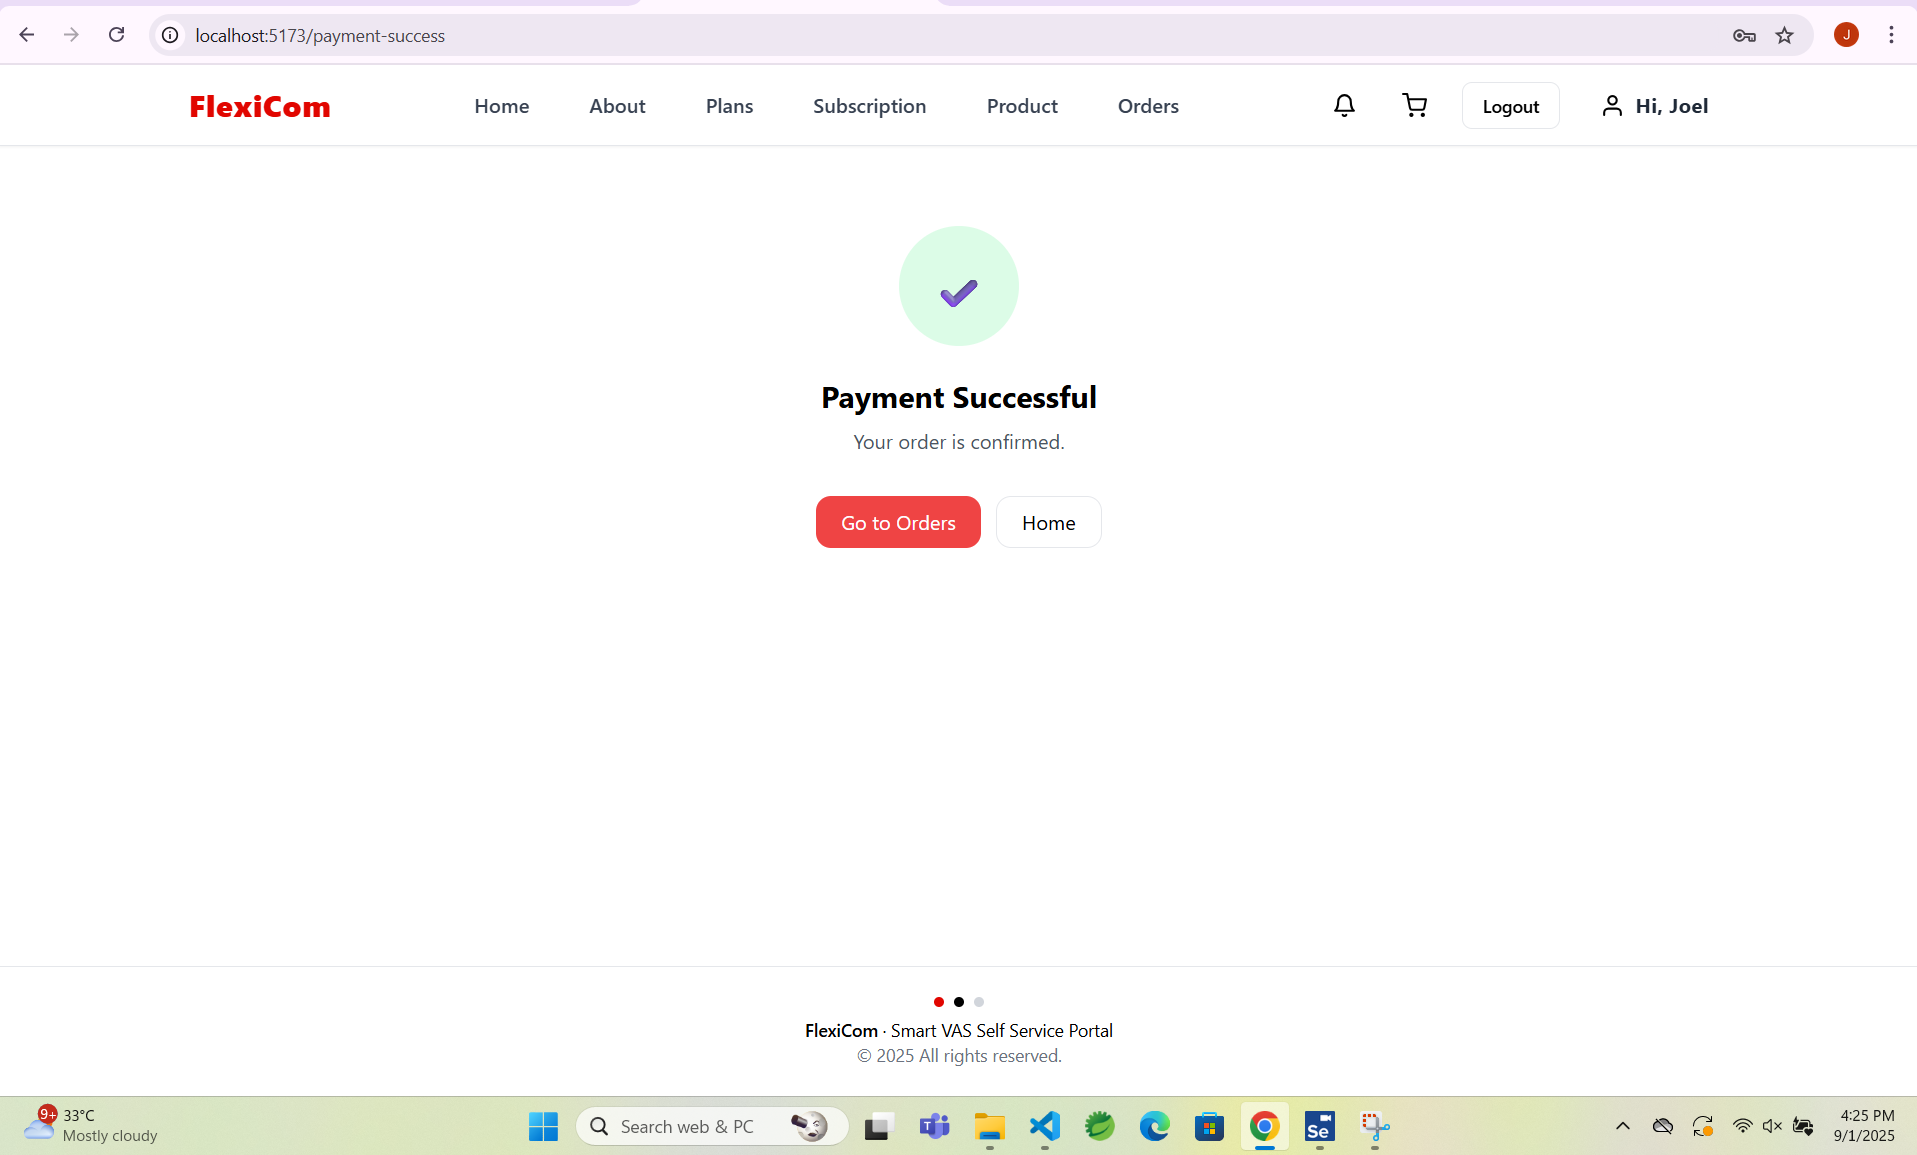 localhost:5173/payment-success
J
FlexiCom
Home
About
Plans
Subscription
Product
Orders
Logout
Hi, Joel
Payment Successful
Your order is confirmed.
Go to Orders
Home
FlexiCom · Smart VAS Self Service Portal
© 2025 All rights reserved.
9+
33°C
Mostly cloudy
Search web & PC
T
Se
4:25 PM
9/1/2025